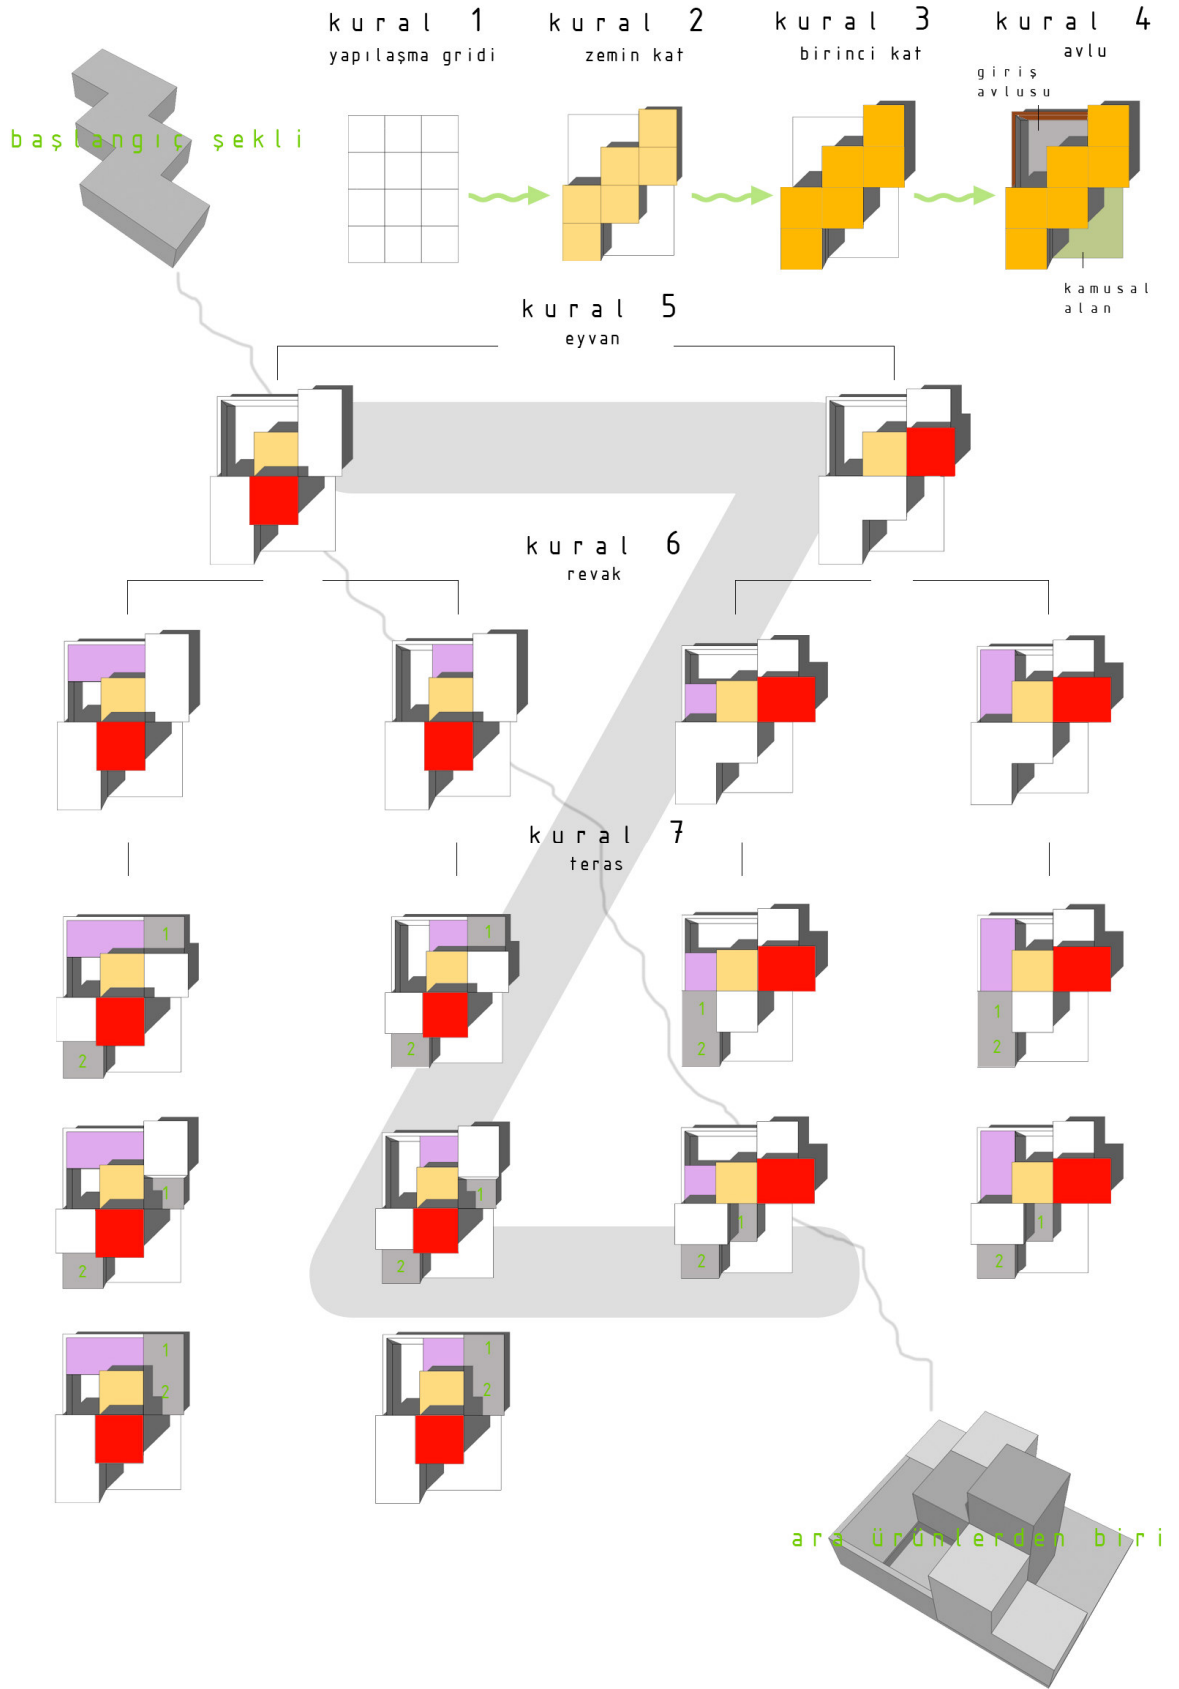 kural 1
yapılaşma gridi
kural 2
zemin kat
kural 3
birinci kat
kural 4
avlu
giriş
avlusu
başlangıç şekli
kamusal
alan
kural 5
eyvan
kural 6
revak
kural 7
teras
1
2
1
2
1
2
1
2
1
2
1
2
1
2
1
2
1
2
1
2
ara ürünlerden biri